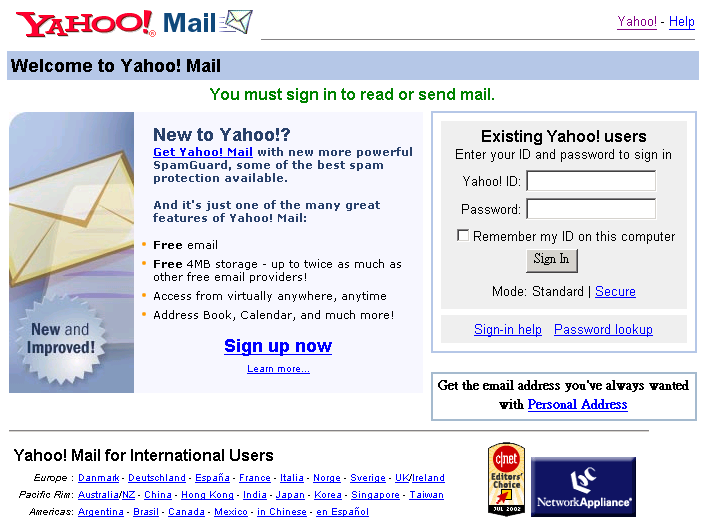 YAHOO!® Mail
Yahoo! - Help
Welcome to Yahoo! Mail
You must sign in to read or send mail.
New to Yahoo!?
Get Yahoo! Mail with new more powerful
SpamGuard, some of the best spam
protection available.
And it's just one of the many great
features of Yahoo! Mail:
Free email
Free 4MB storage - up to twice as much as
other free email providers!
Access from virtually anywhere, anytime
Address Book, Calendar, and much more!
Sign up now
Learn more...
New and
Improved!
Existing Yahoo! users
Enter your ID and password to sign in
Yahoo! ID:
Password:
Remember my ID on this computer
Sign In
Mode: Standard | Secure
Sign-in help Password lookup
Get the email address you've always wanted
with Personal Address
Yahoo! Mail for International Users
Europe : Danmark - Deutschland - España - France - Italia - Norge - Sverige - UK/Ireland
Pacific Rim: Australia/NZ - China - Hong Kong - India - Japan - Korea - Singapore - Taiwan
Americas: Argentina - Brasil - Canada - Mexico - in Chinese - en Español
c|net
Editors'
Choice
JUL 2002
NetworkAppliance®